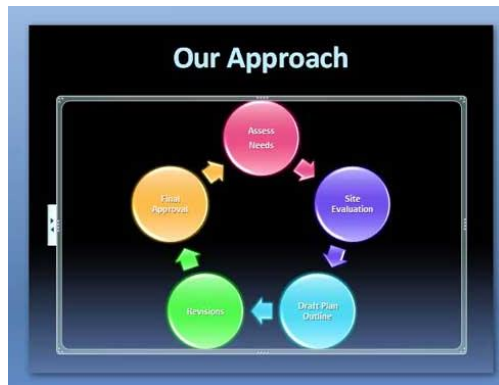 Our Approach
Assess
Needs
Site
Evaluation
Draft Plan
Outline
Revisions
Final
Approval